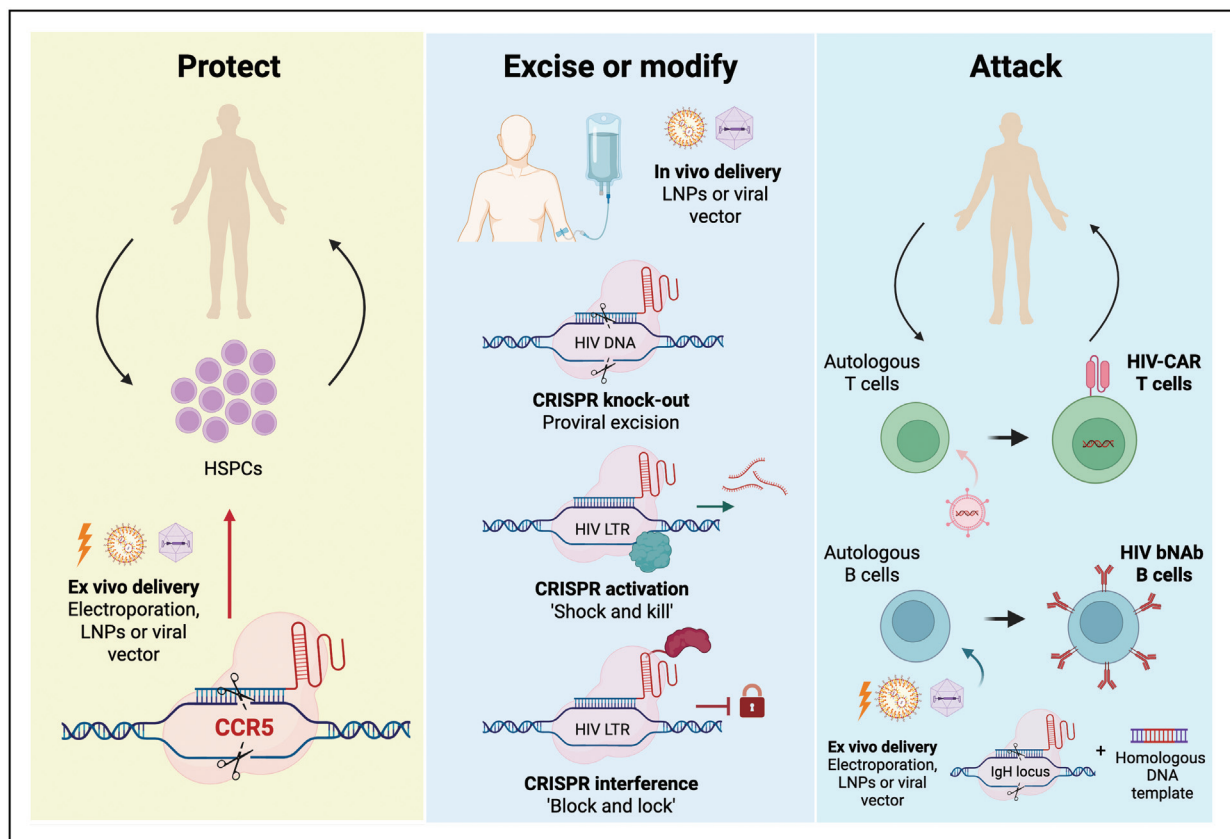 Protect
HSPCs
Ex vivo delivery
Electroporation,
LNPs or viral
vector
CCR5
Excise or modify
In vivo delivery
LNPs or viral
vector
HIV DNA
CRISPR knock-out
Proviral excision
HIV LTR
CRISPR activation
'Shock and kill'
HIV LTR
CRISPR interference
'Block and lock'
Attack
Autologous
T cells
HIV-CAR
T cells
Autologous
B cells
HIV bNAb
B cells
Ex vivo delivery
Electroporation,
LNPs or viral
vector
IgH locus
+
Homologous
DNA
template